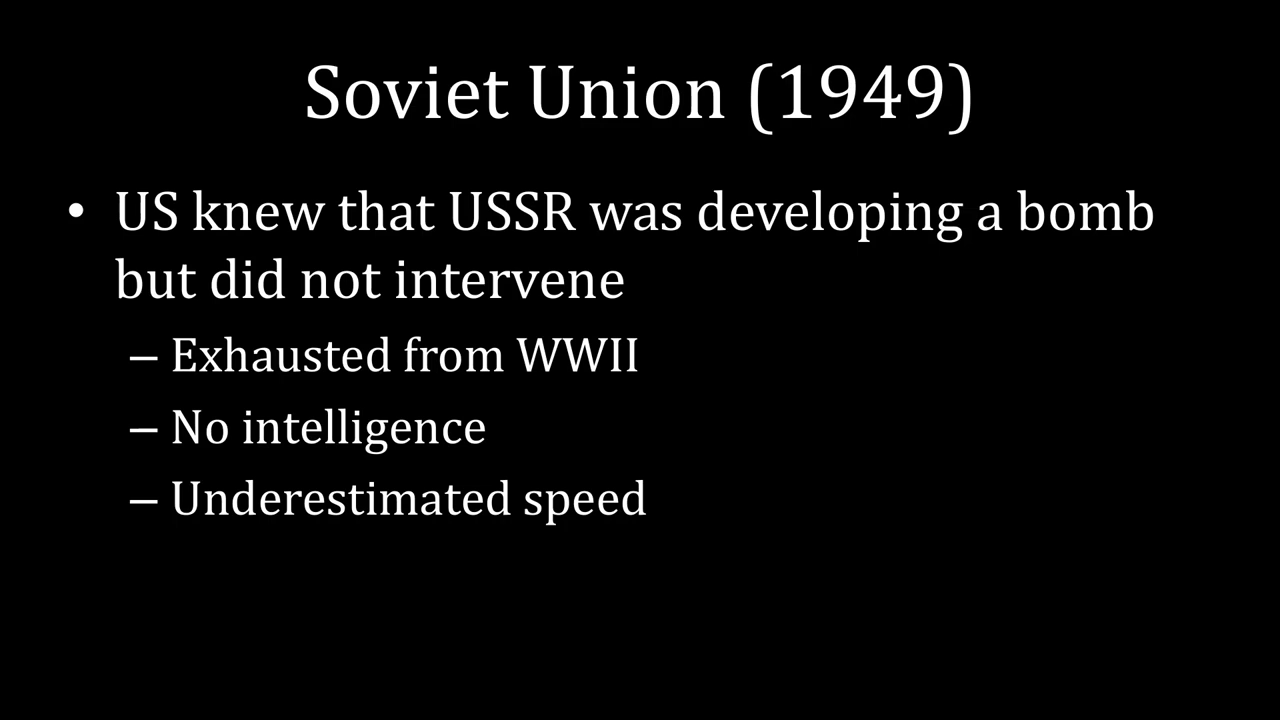 Soviet Union (1949)
• US knew that USSR was developing a bomb
but did not intervene
– Exhausted from WWII
– No intelligence
– Underestimated speed